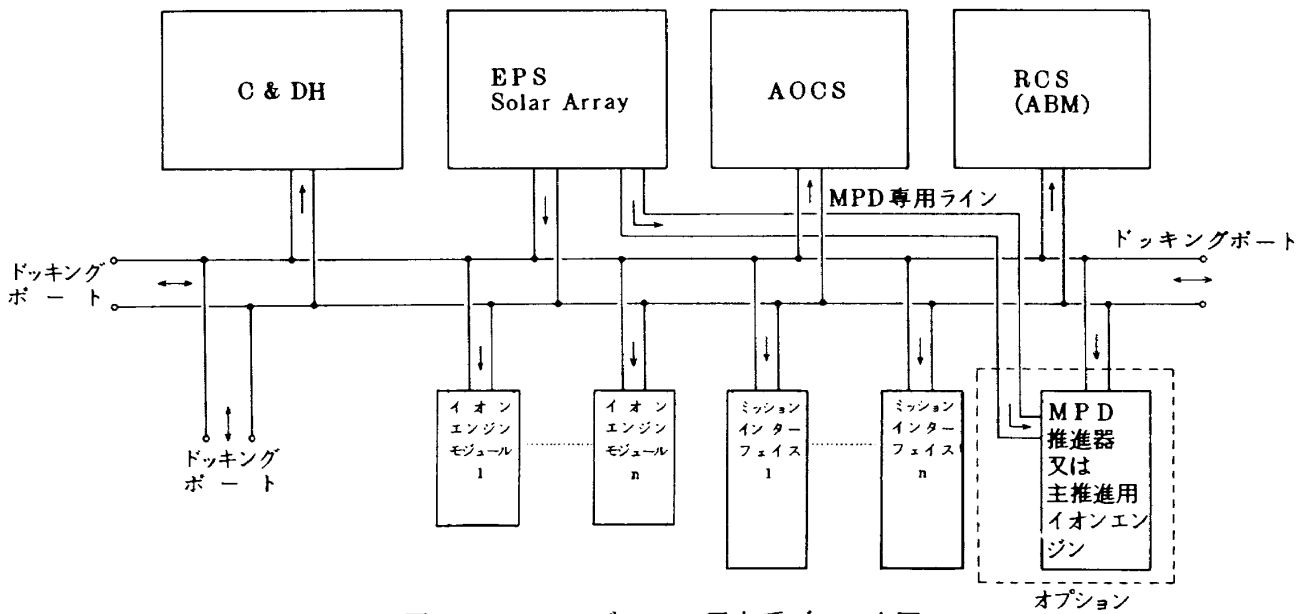 C & DH
EPS
Solar Array
AOCS
RCS
(ABM)
MPD専用ライン
ドッキングポート
ドッキング
ポート
ドッキング
ポート
イオン
エンジン
モジュール
1
イオン
エンジン
モジュール
n
ミッション
インター
フェイス
1
ミッション
インター
フェイス
n
MPD
推進器
又は
主推進用
イオンエン
ジン
オプション